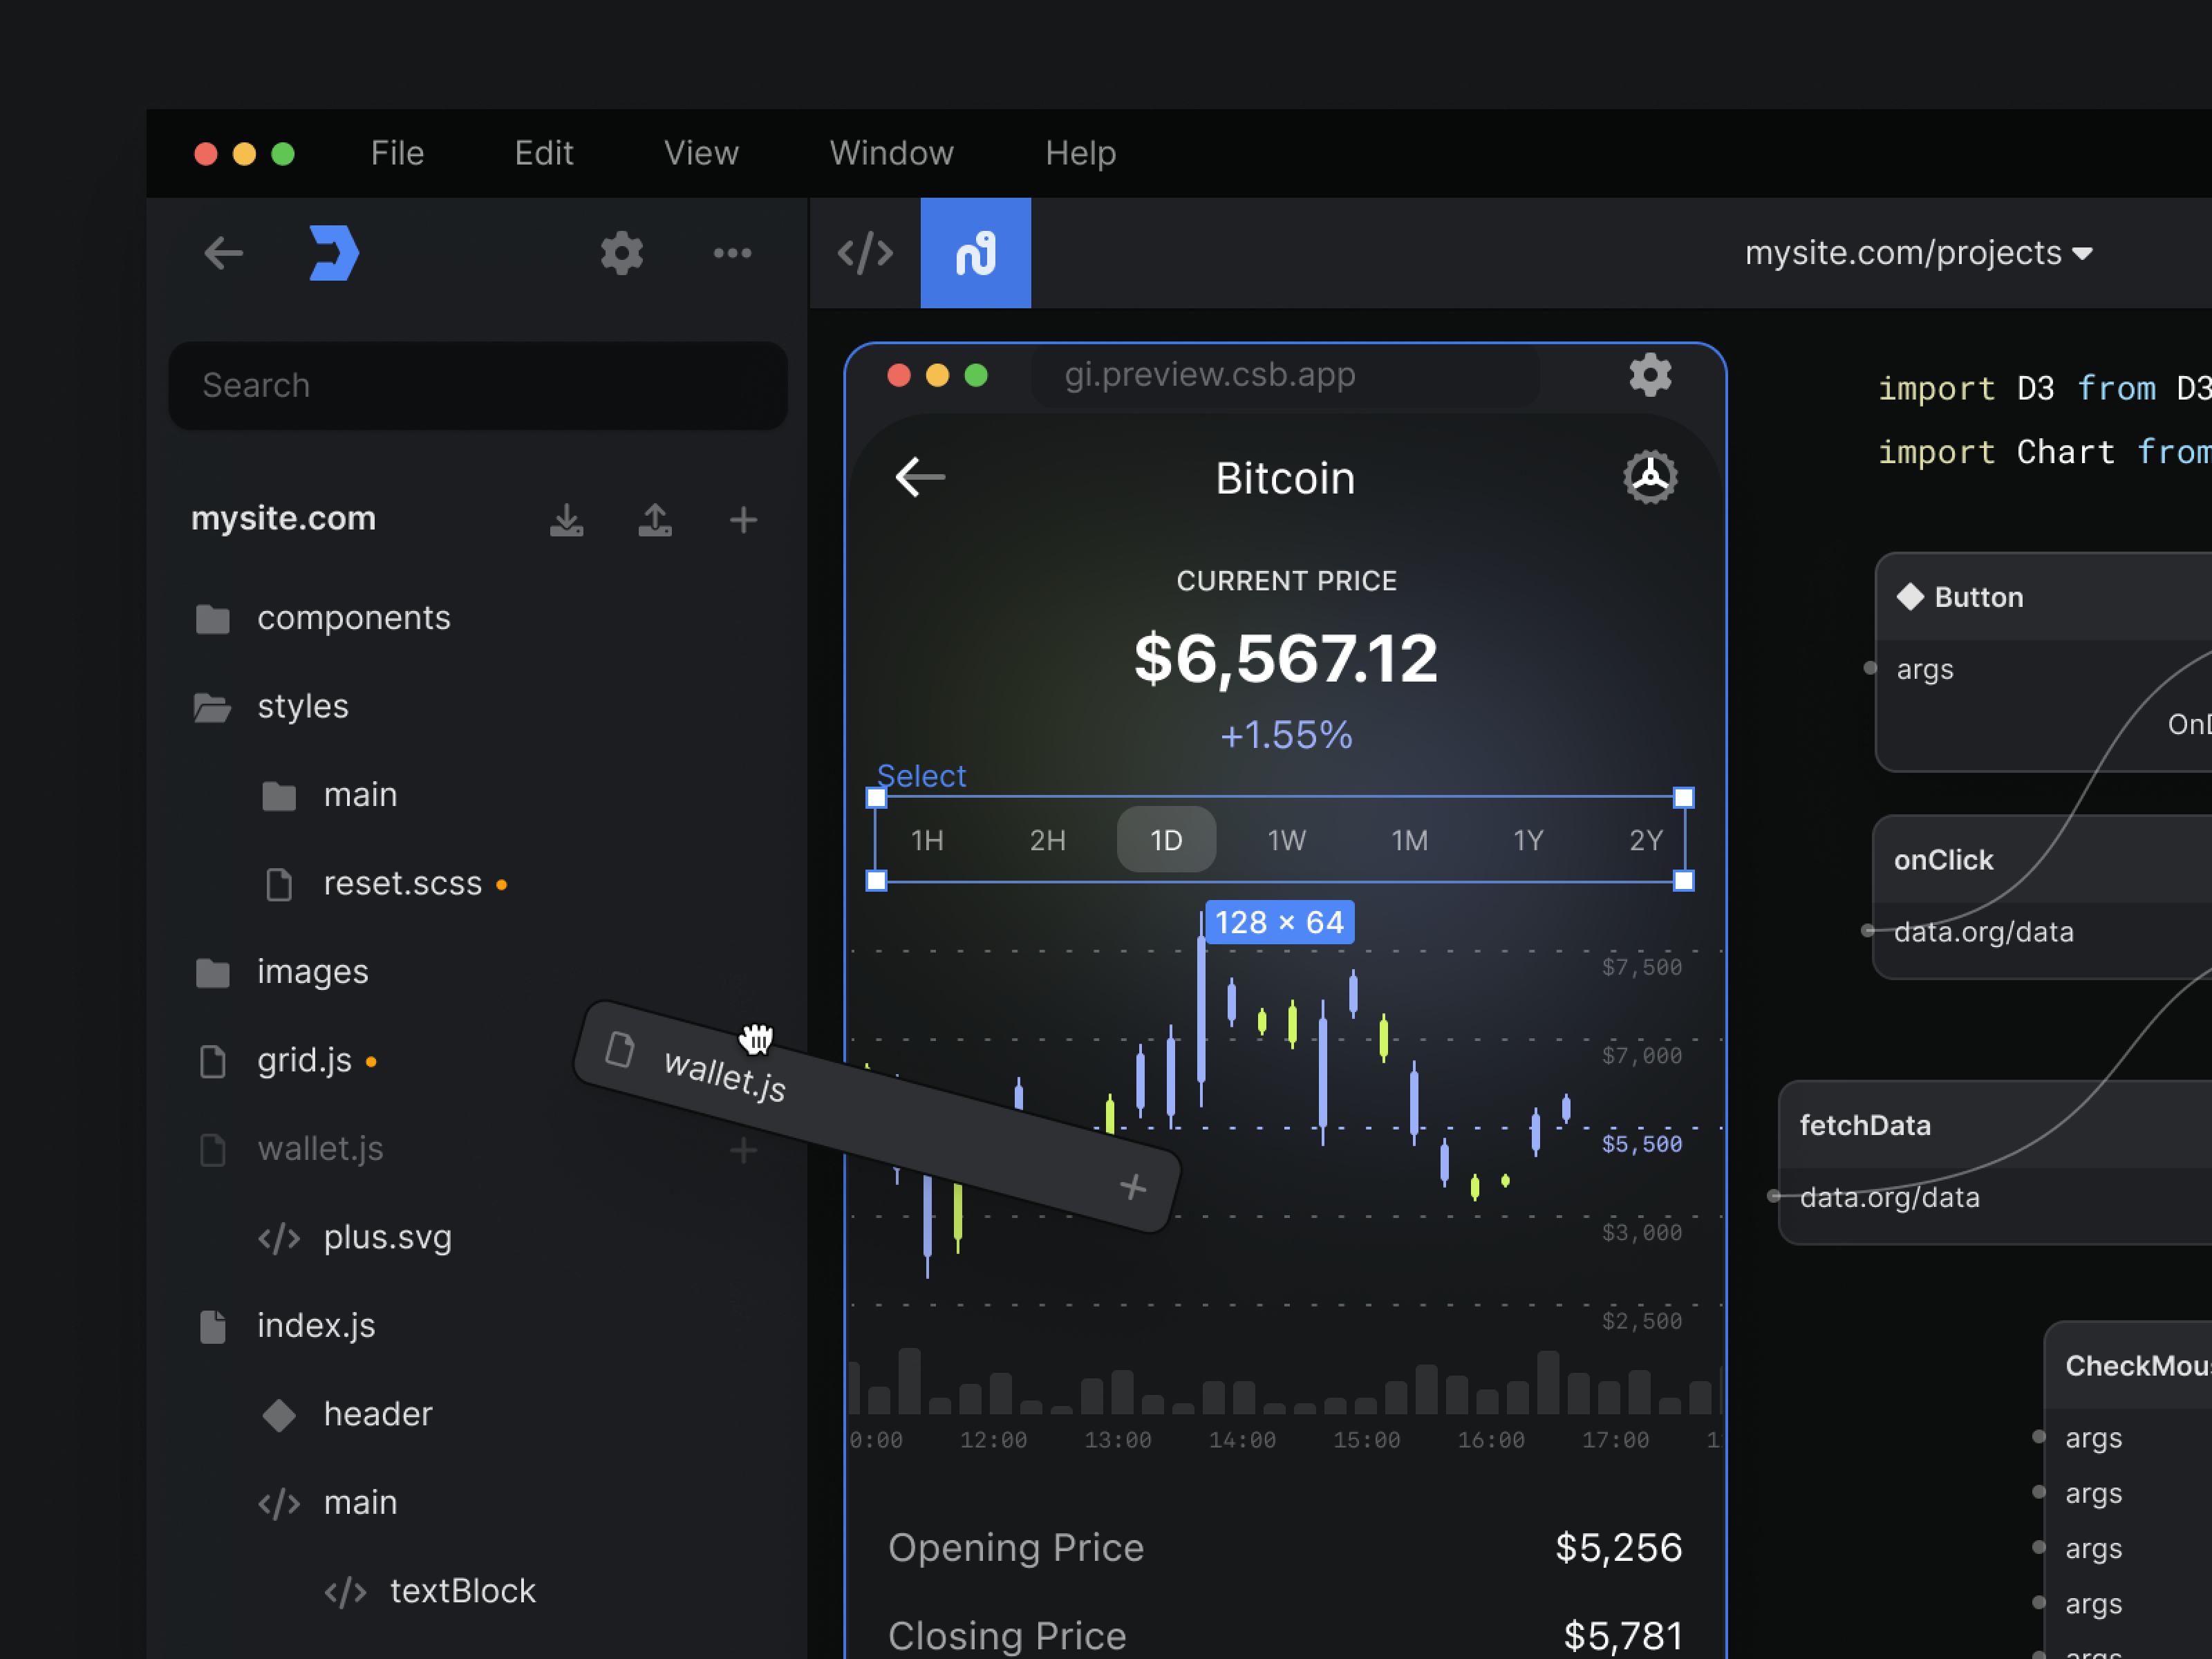 File Edit View Window Help
mysite.com/projects
Search
mysite.com
components
styles
main
reset.scss
images
grid.js
wallet.js
plus.svg
index.js
header
main
textBlock
wallet.js
gi.preview.csb.app
Bitcoin
CURRENT PRICE
$6,567.12
+1.55%
Select
1H 2H 1D 1W 1M 1Y 2Y
128 × 64
$7,500
$7,000
$5,500
$3,000
$2,500
0:00 12:00 13:00 14:00 15:00 16:00 17:00 1
Opening Price $5,256
Closing Price $5,781
import D3 from D3
import Chart from
Button
args
onClick
data.org/data
fetchData
data.org/data
args
args
args
args